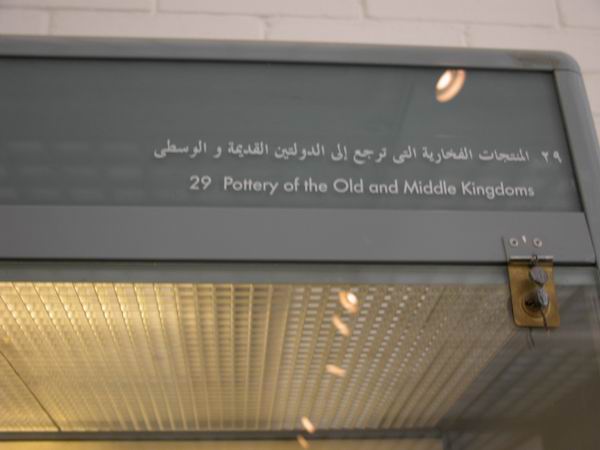 ٢٩ المنتجات الفخارية التى ترجع إلى الدولتين القديمة و الوسطى
29 Pottery of the Old and Middle Kingdoms